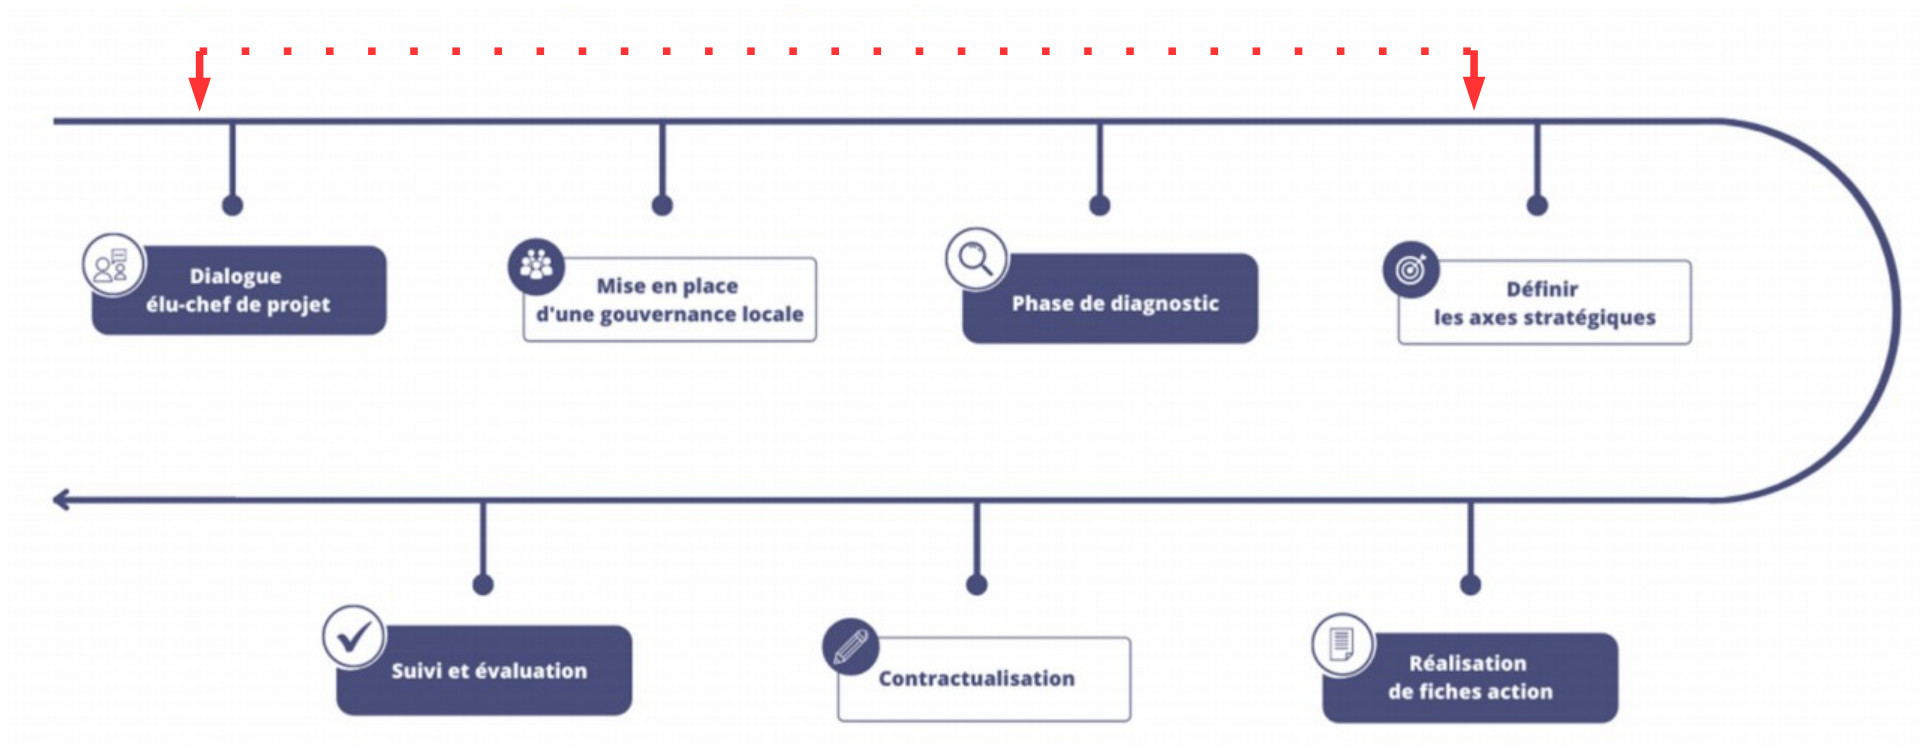 Dialogue
élu-chef de projet
Mise en place
d'une gouvernance locale
Phase de diagnostic
Définir
les axes stratégiques
Réalisation
de fiches action
Contractualisation
Suivi et évaluation